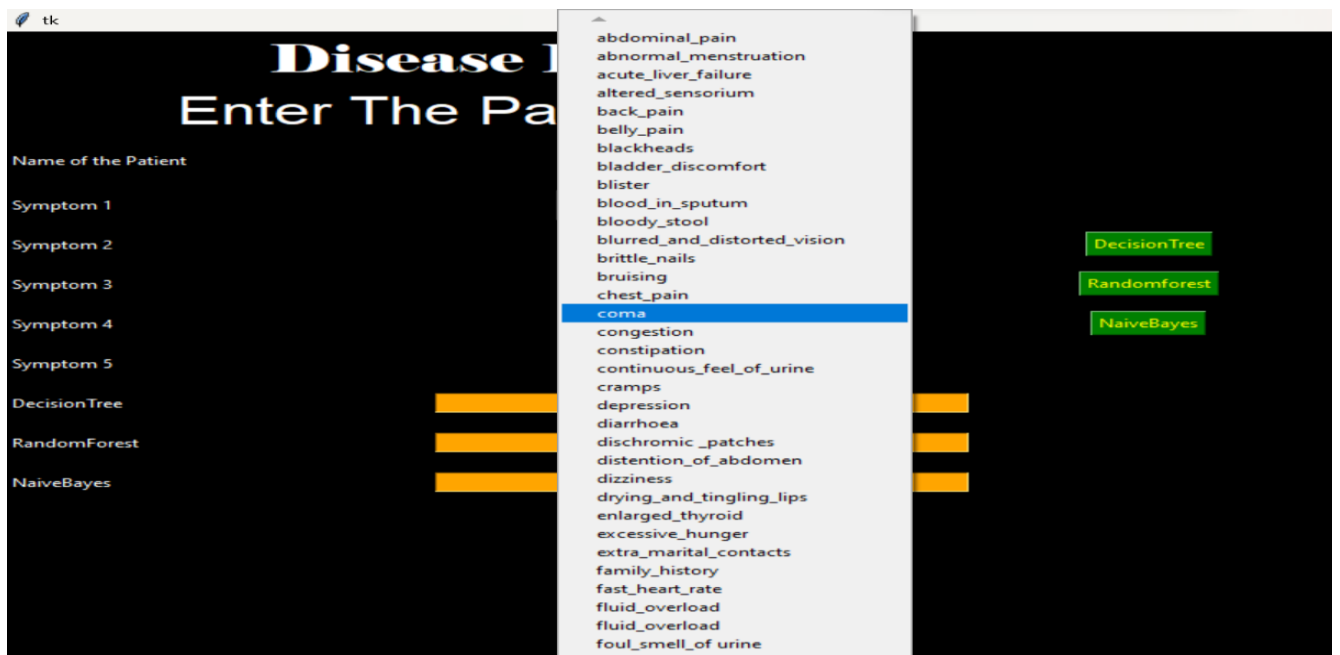 tk
Disease
Enter The Pa
Name of the Patient
Symptom 1
Symptom 2
Symptom 3
Symptom 4
Symptom 5
DecisionTree
RandomForest
NaiveBayes
abdominal_pain
abnormal_menstruation
acute_liver_failure
altered_sensorium
back_pain
belly_pain
blackheads
bladder_discomfort
blister
blood_in_sputum
bloody_stool
blurred_and_distorted_vision
brittle_nails
bruising
chest_pain
coma
congestion
constipation
continuous_feel_of_urine
cramps
depression
diarrhoea
dischromic _patches
distention_of_abdomen
dizziness
drying_and_tingling_lips
enlarged_thyroid
excessive_hunger
extra_marital_contacts
family_history
fast_heart_rate
fluid_overload
fluid_overload
foul_smell_of urine
DecisionTree
Randomforest
NaiveBayes